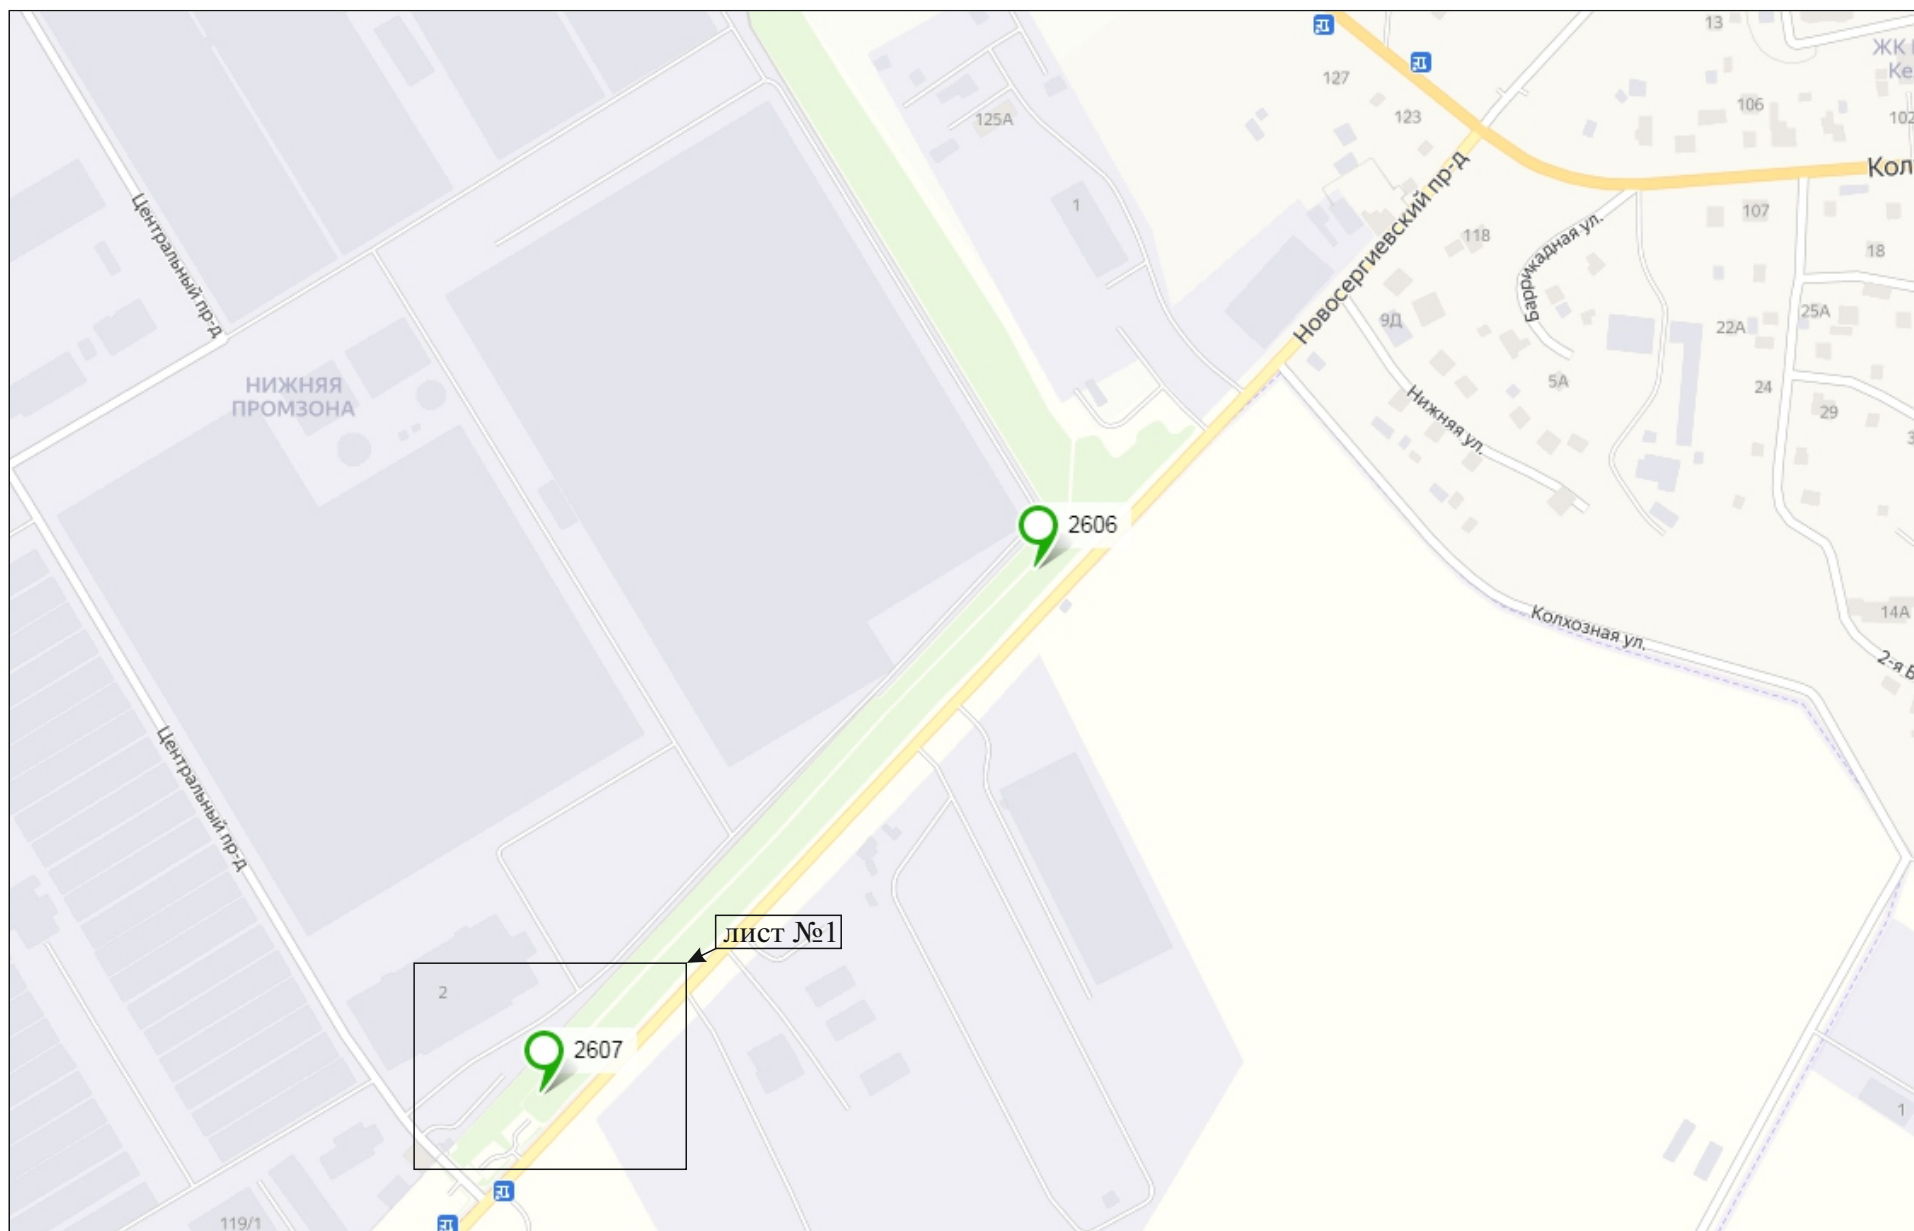 13
ЖК
Ке
127
106
123
102
125А
Кол
Центральный пр-д
1
107
Новосергиевский пр-д
118
Баррикадная ул.
18
25А
9Д
22А
НИЖНЯЯ
ПРОМЗОНА
5А
24
Нижняя ул.
29
2606
14А
Колхозная ул.
2-я Б
Центральный пр-д
лист №1
2
2607
1
119/1